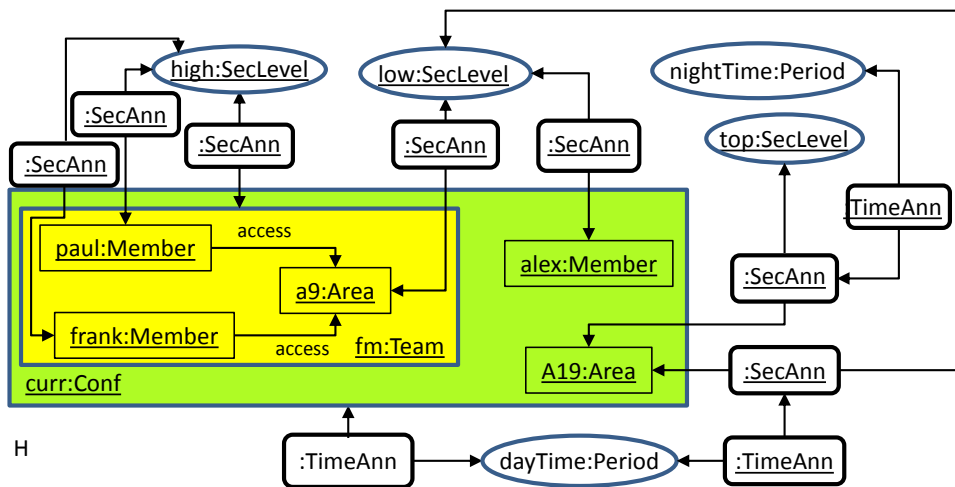 high:SecLevel
low:SecLevel
nightTime:Period
:SecAnn
:SecAnn
:SecAnn
:SecAnn
:SecAnn
top:SecLevel
:TimeAnn
paul:Member
access
alex:Member
a9:Area
:SecAnn
frank:Member
access
fm:Team
A19:Area
:SecAnn
curr:Conf
H
:TimeAnn
dayTime:Period
:TimeAnn